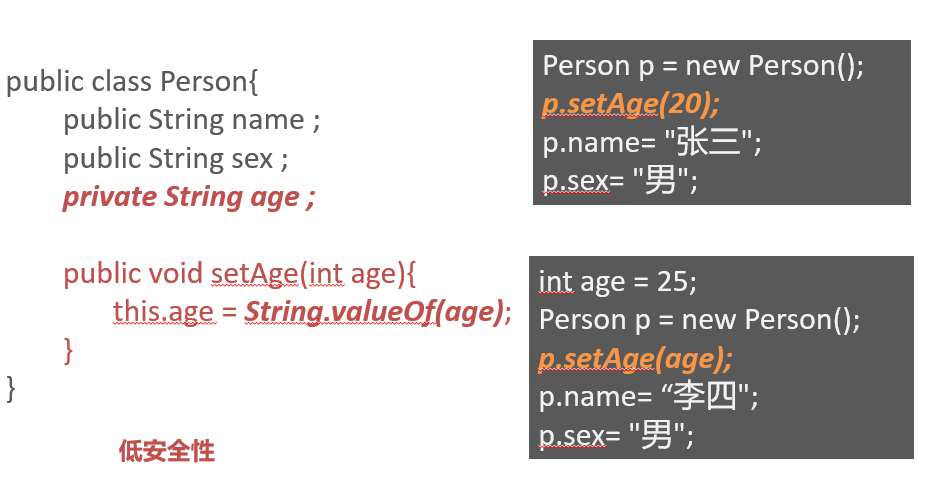 public class Person{
public String name ;
public String sex ;
private String age ;
public void setAge(int age){
this.age = String.valueOf(age);
}
}
低安全性
Person p = new Person();
p.setAge(20);
p.name= "张三";
p.sex= "男";
int age = 25;
Person p = new Person();
p.setAge(age);
p.name= “李四";
p.sex= "男";